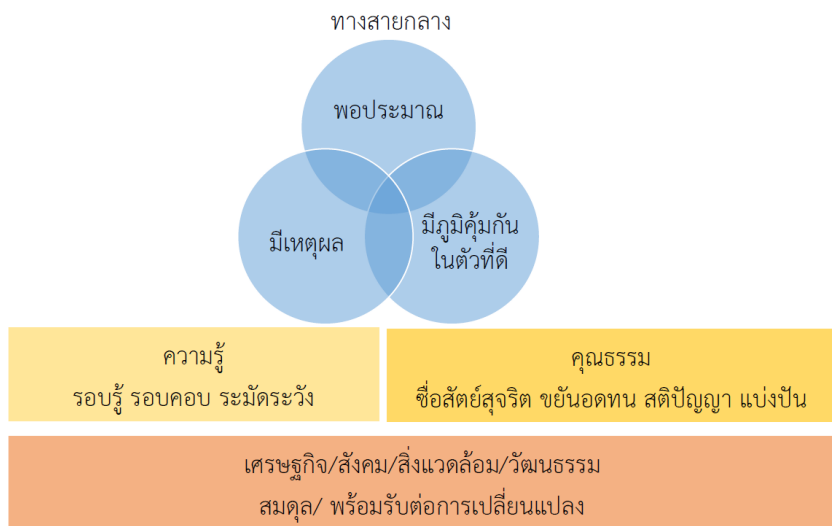 ทางสายกลาง
พอประมาณ
มีเหตุผล
มีภูมิคุ้มกัน
ในตัวที่ดี
ความรู้
รอบรู้ รอบคอบ ระมัดระวัง
คุณธรรม
ซื่อสัตย์สุจริต ขยันอดทน สติปัญญา แบ่งปัน
เศรษฐกิจ/สังคม/สิ่งแวดล้อม/วัฒนธรรม
สมดุล/ พร้อมรับต่อการเปลี่ยนแปลง